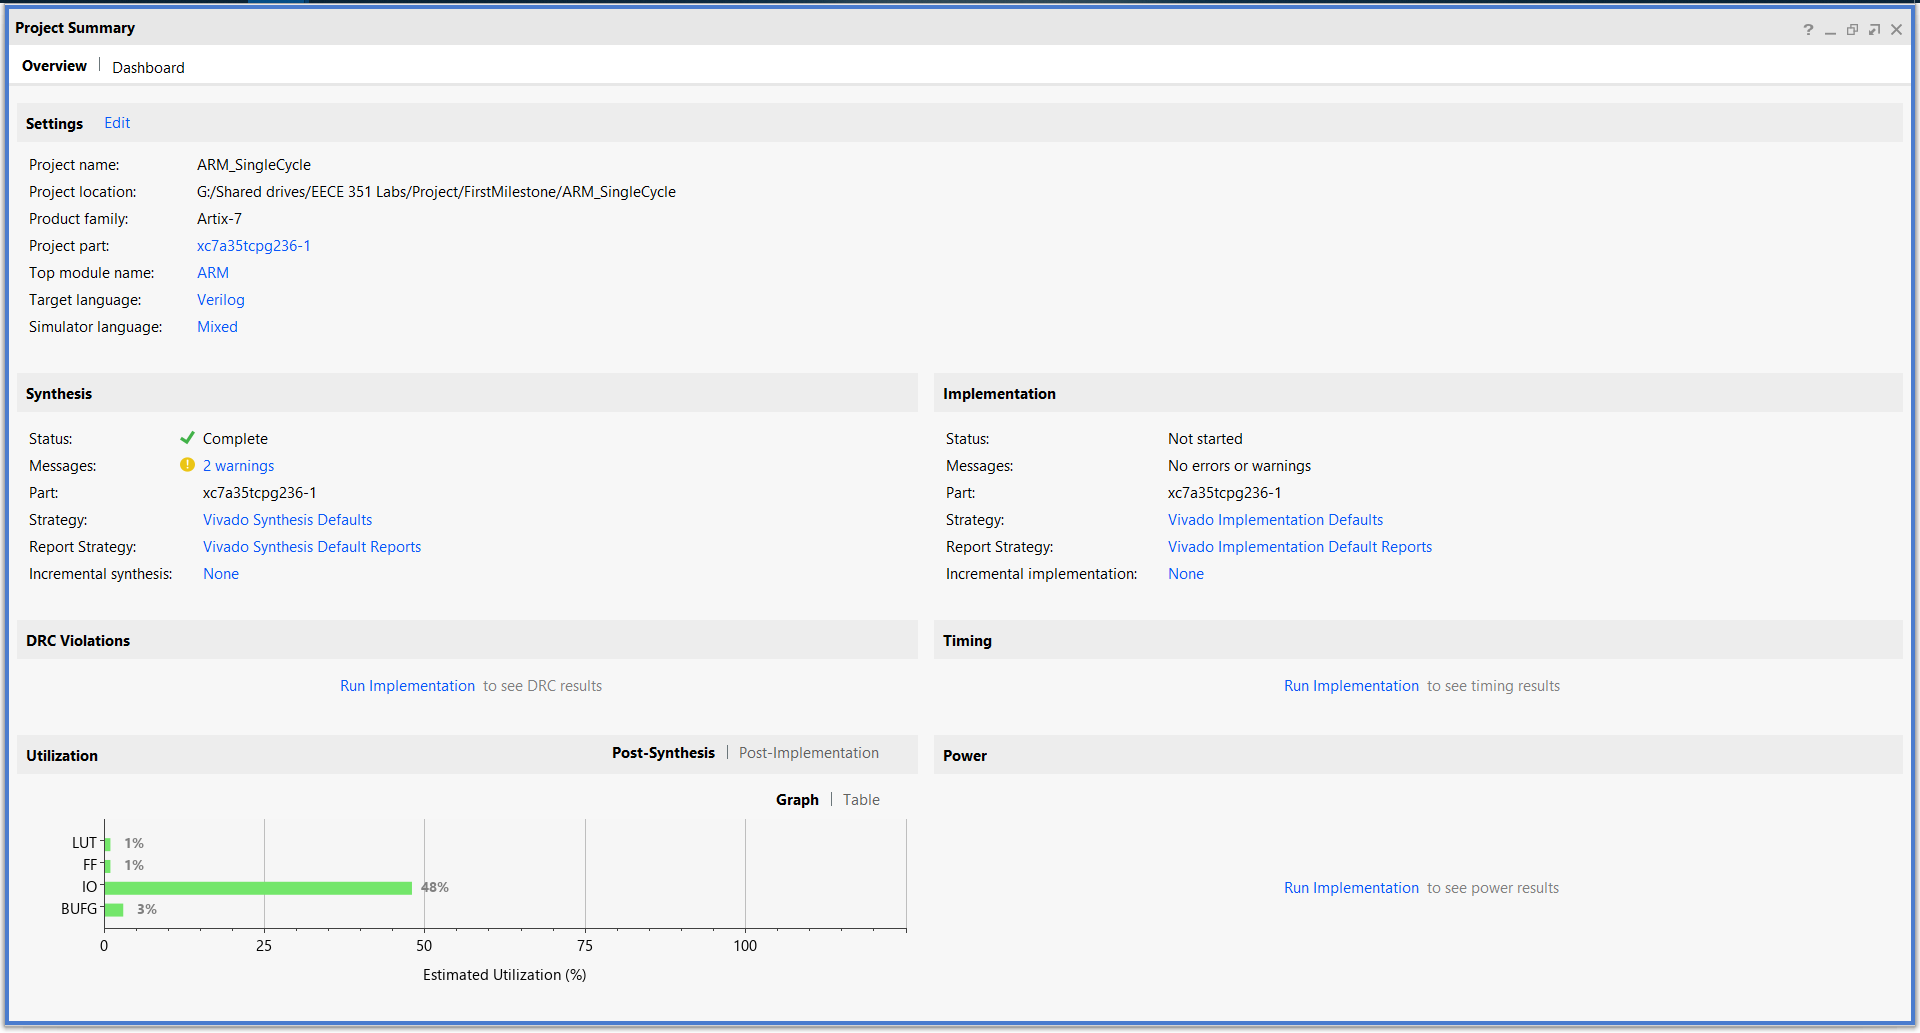 Project Summary
?
Overview | Dashboard
Settings Edit
Project name: ARM_SingleCycle
Project location: G:/Shared drives/EECE 351 Labs/Project/FirstMilestone/ARM_SingleCycle
Product family: Artix-7
Project part: xc7a35tcpg236-1
Top module name: ARM
Target language: Verilog
Simulator language: Mixed
Synthesis
Status: Complete
Messages: ! 2 warnings
Part: xc7a35tcpg236-1
Strategy: Vivado Synthesis Defaults
Report Strategy: Vivado Synthesis Default Reports
Incremental synthesis: None
Implementation
Status: Not started
Messages: No errors or warnings
Part: xc7a35tcpg236-1
Strategy: Vivado Implementation Defaults
Report Strategy: Vivado Implementation Default Reports
Incremental implementation: None
DRC Violations
Run Implementation to see DRC results
Timing
Run Implementation to see timing results
Utilization Post-Synthesis | Post-Implementation
Graph | Table
LUT 1%
FF 1%
IO 48%
BUFG 3%
0 25 50 75 100
Estimated Utilization (%)
Power
Run Implementation to see power results